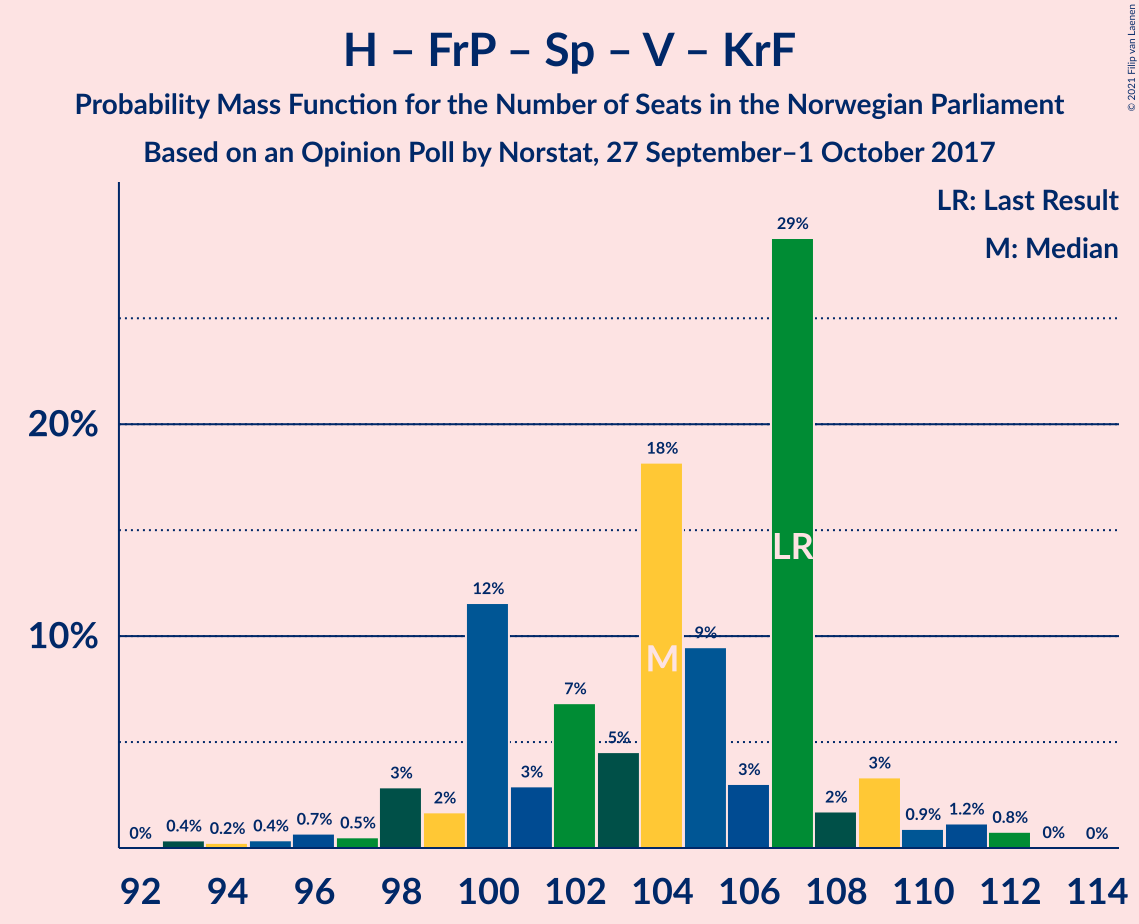 H – FrP – Sp – V – KrF
Probability Mass Function for the Number of Seats in the Norwegian Parliament
Based on an Opinion Poll by Norstat, 27 September–1 October 2017
© 2021 Filip van Laenen
LR: Last Result
M: Median
20%
10%
0% 0.4% 0.2% 0.4% 0.7% 0.5% 3% 2% 12% 3% 7% 5% 18% 9% 3% 29% 2% 3% 0.9% 1.2% 0.8% 0% 0%
M
LR
92 94 96 98 100 102 104 106 108 110 112 114